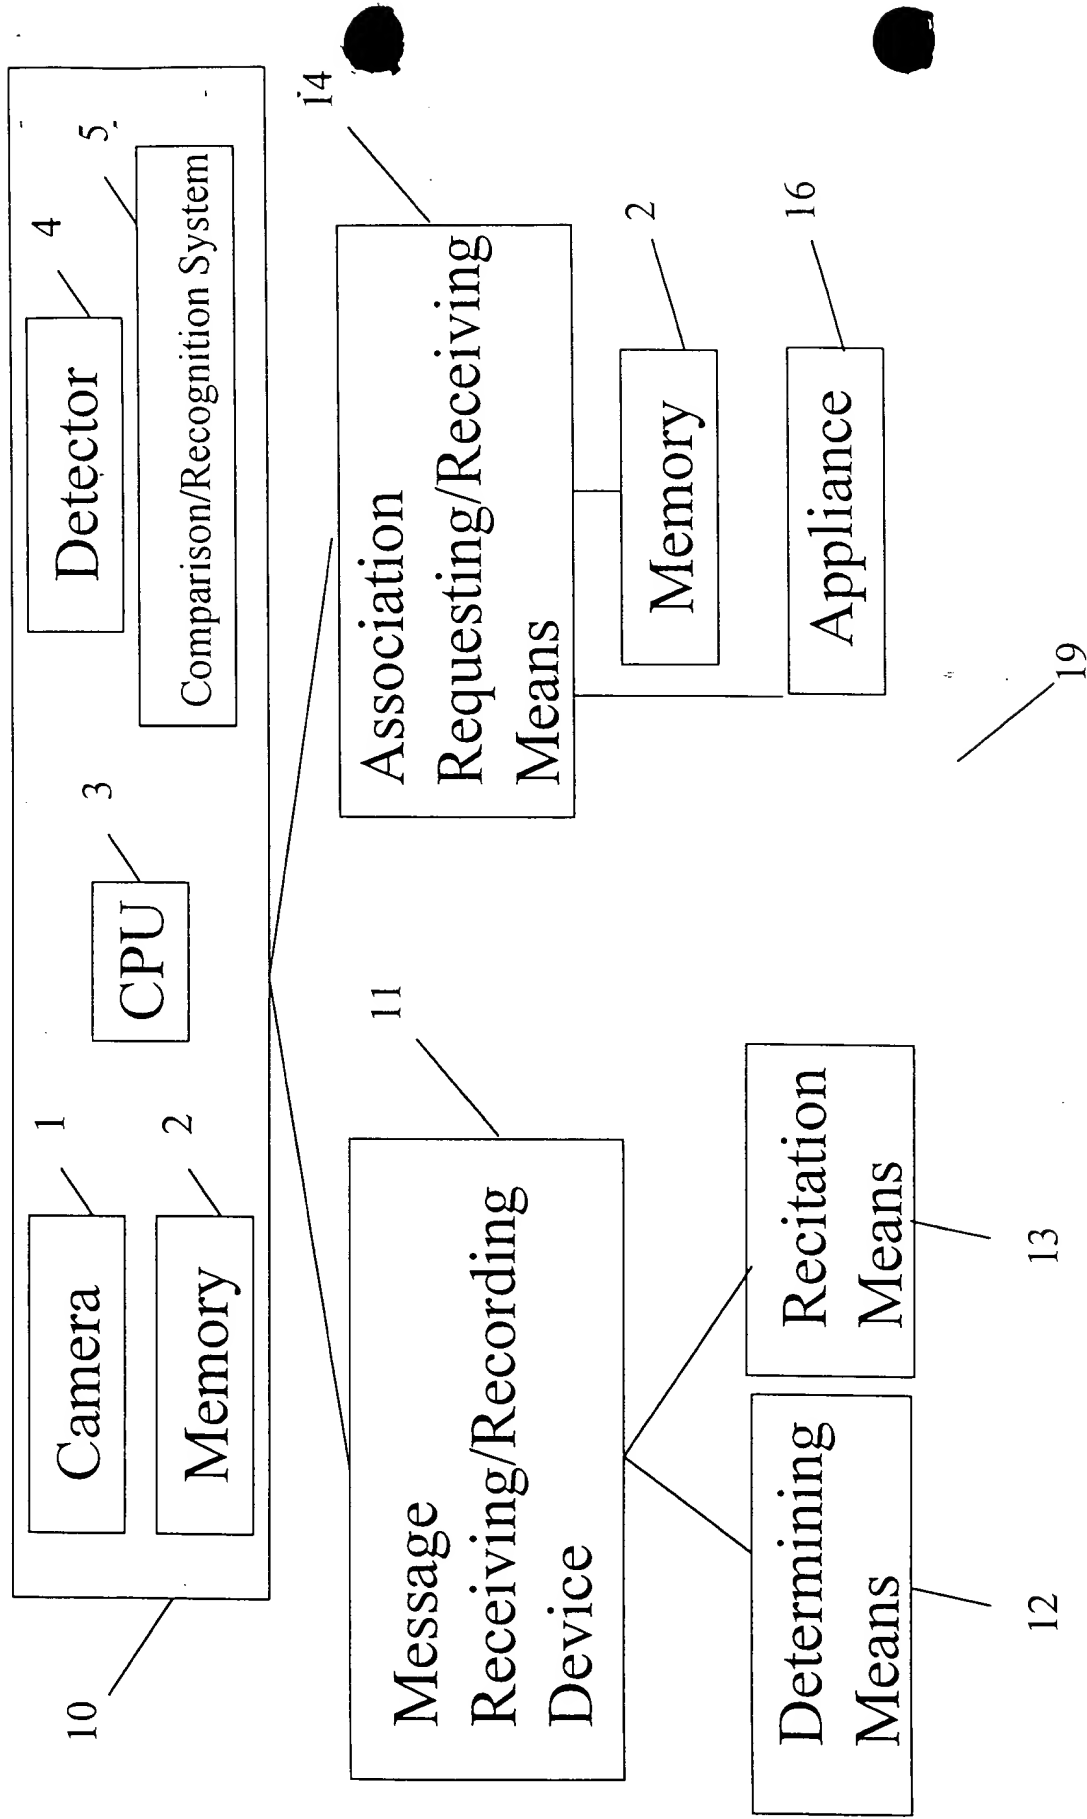 10
Camera
1
Memory
2
CPU
3
Detector
4
Comparison/Recognition System
5
Message
Receiving/Recording
Device
11
Association
Requesting/Receiving
Means
14
Memory
2
Appliance
16
Determining
Means
12
Recitation
Means
13
19